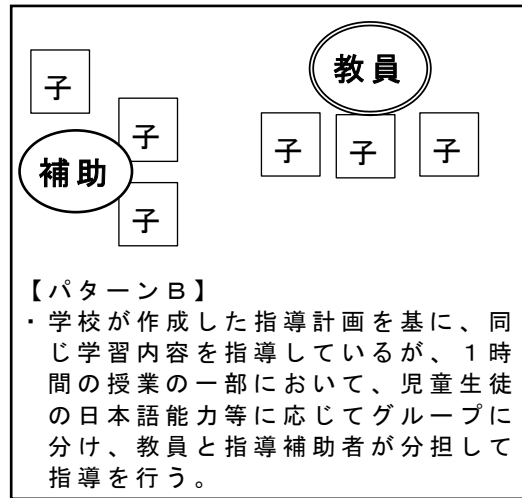 教員
子
子
補助
子
子
子
子
【パターンB】
・学校が作成した指導計画を基に、同
じ学習内容を指導しているが、1時
間の授業の一部において、児童生徒
の日本語能力等に応じてグループに
分け、教員と指導補助者が分担して
指導を行う。